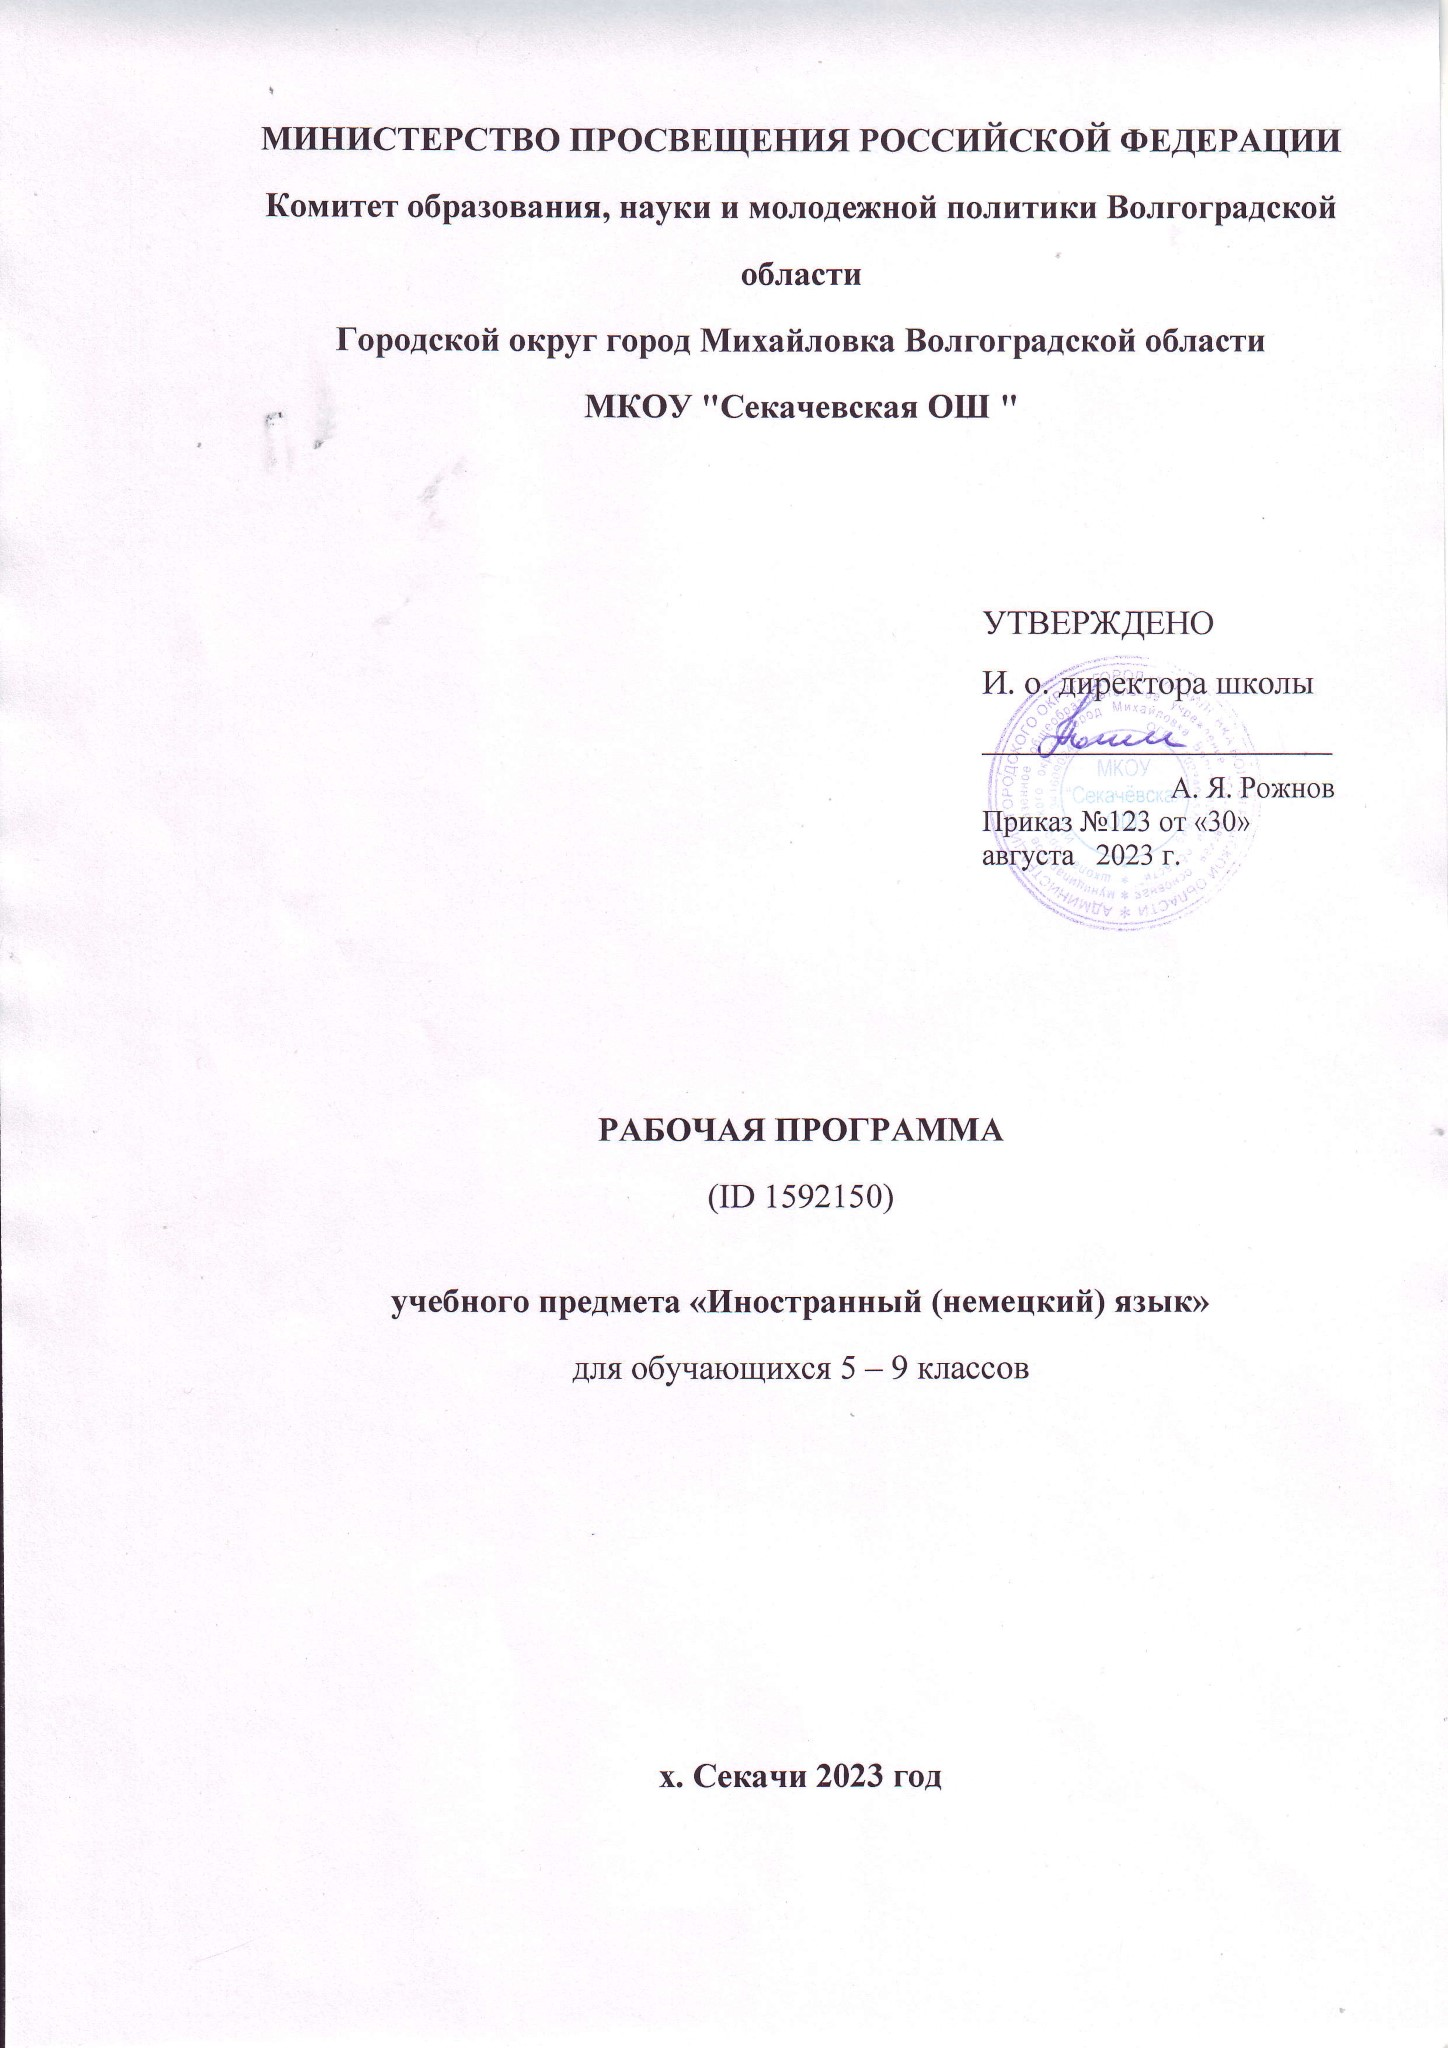 МИНИСТЕРСТВО ПРОСВЕЩЕНИЯ РОССИЙСКОЙ ФЕДЕРАЦИИ
Комитет образования, науки и молодежной политики Волгоградской
области
Городской округ город Михайловка Волгоградской области
МКОУ "Секачевская ОШ "
УТВЕРЖДЕНО
И. о. директора школы
А. Я. Рожнов
Приказ №123 от «30»
августа 2023 г.
МКОУ
"Секачёвская
РАБОЧАЯ ПРОГРАММА
(ID 1592150)
учебного предмета «Иностранный (немецкий) язык»
для обучающихся 5 – 9 классов
х. Секачи 2023 год